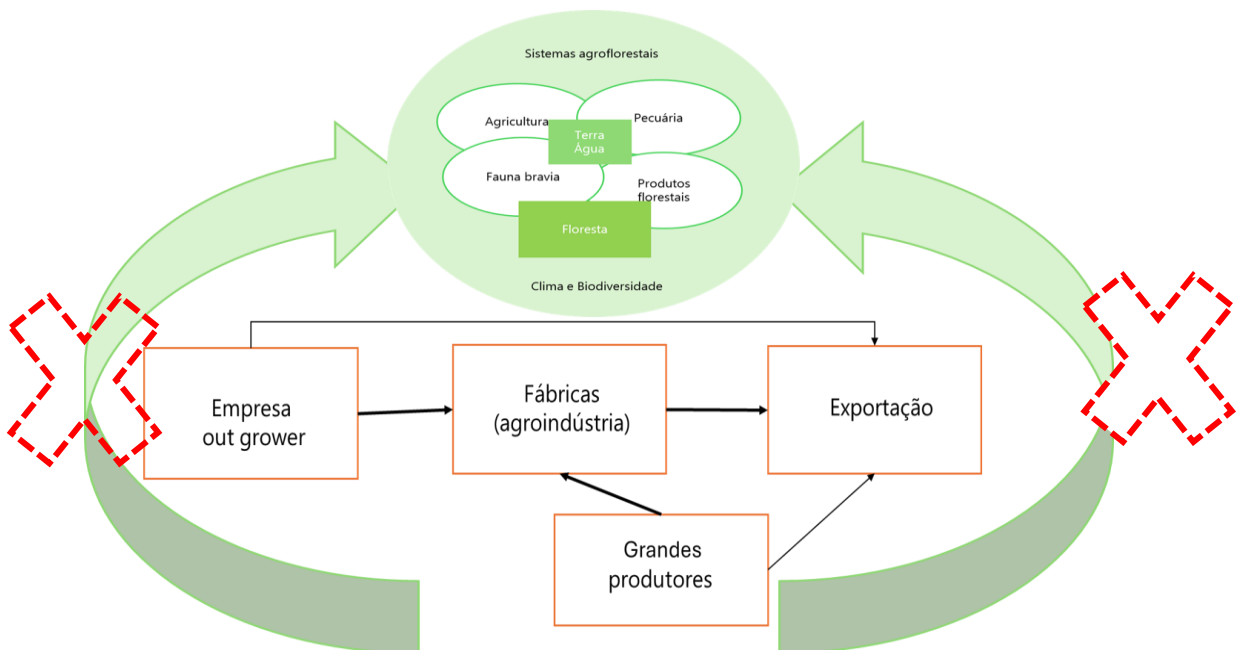 Sistemas agroflorestais
Agricultura
Pecuária
Terra
Água
Fauna bravia
Produtos
florestais
Floresta
Clima e Biodiversidade
Empresa
out grower
Fábricas
(agroindústria)
Exportação
Grandes
produtores